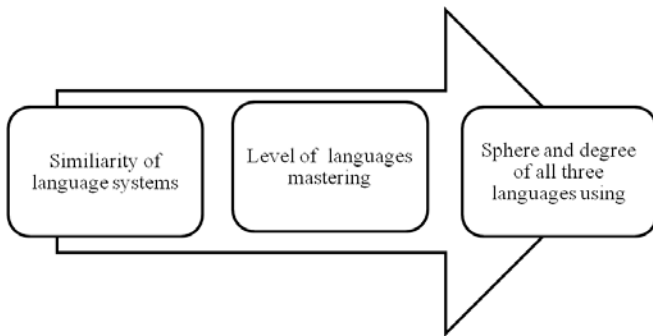 Similiarity of
language systems
Level of languages
mastering
Sphere and degree
of all three
languages using